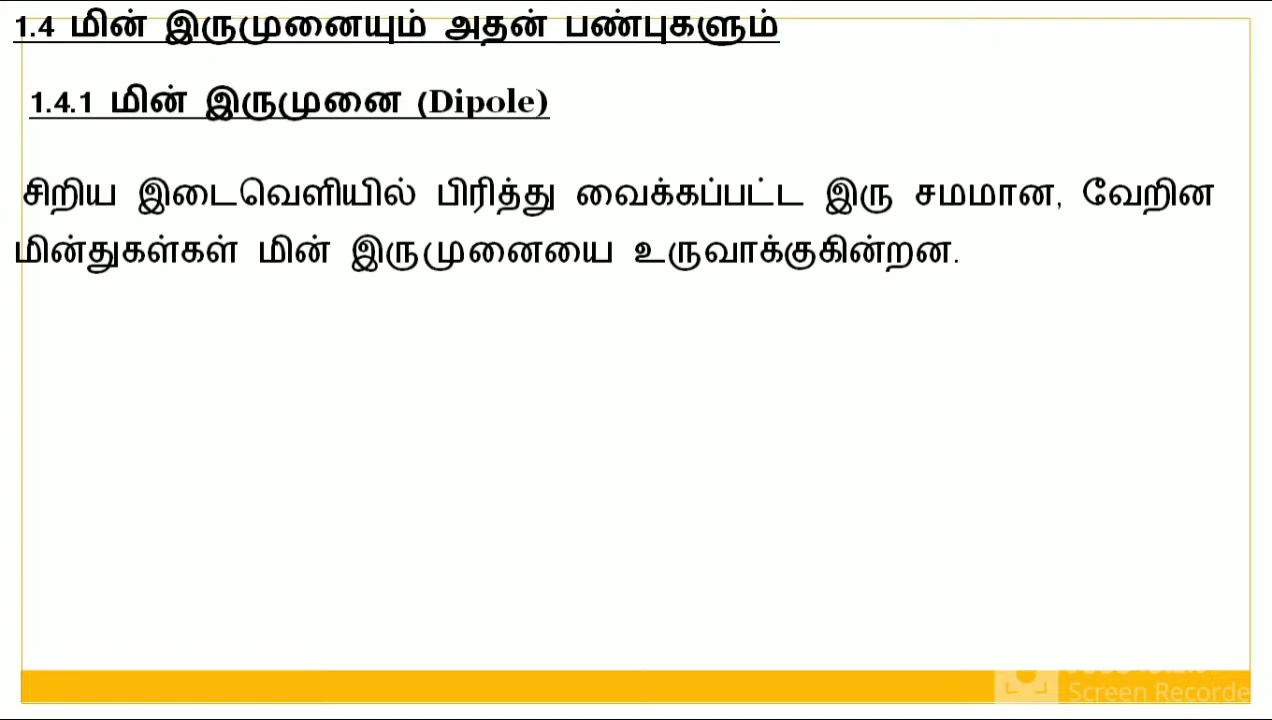 1.4 மின் இருமுனையும் அதன் பண்புகளும்
1.4.1 மின் இருமுனை (Dipole)
சிறிய இடைவெளியில் பிரித்து வைக்கப்பட்ட இரு சமமான, வேறின
மின்துகள்கள் மின் இருமுனையை உருவாக்குகின்றன.
Screen Recorde